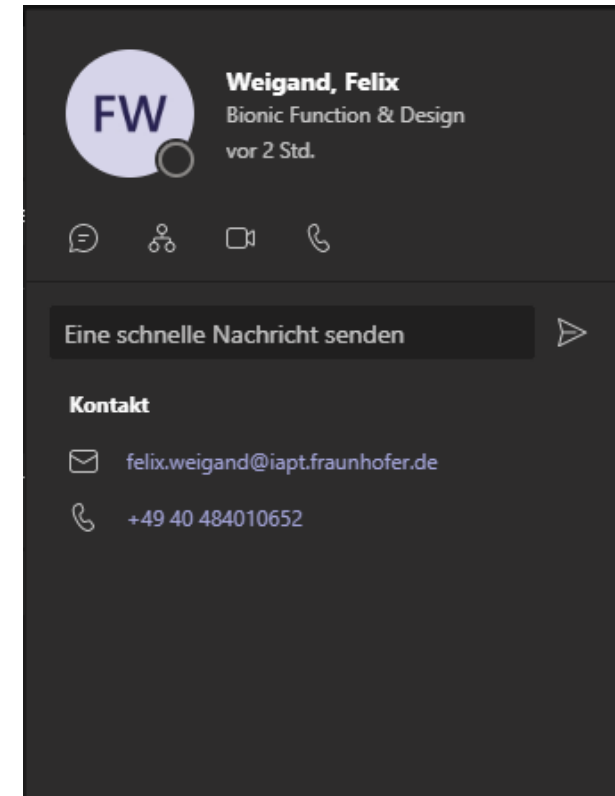 FW
Weigand, Felix
Bionic Function & Design
vor 2 Std.
Eine schnelle Nachricht senden
Kontakt
felix.weigand@iapt.fraunhofer.de
+49 40 484010652